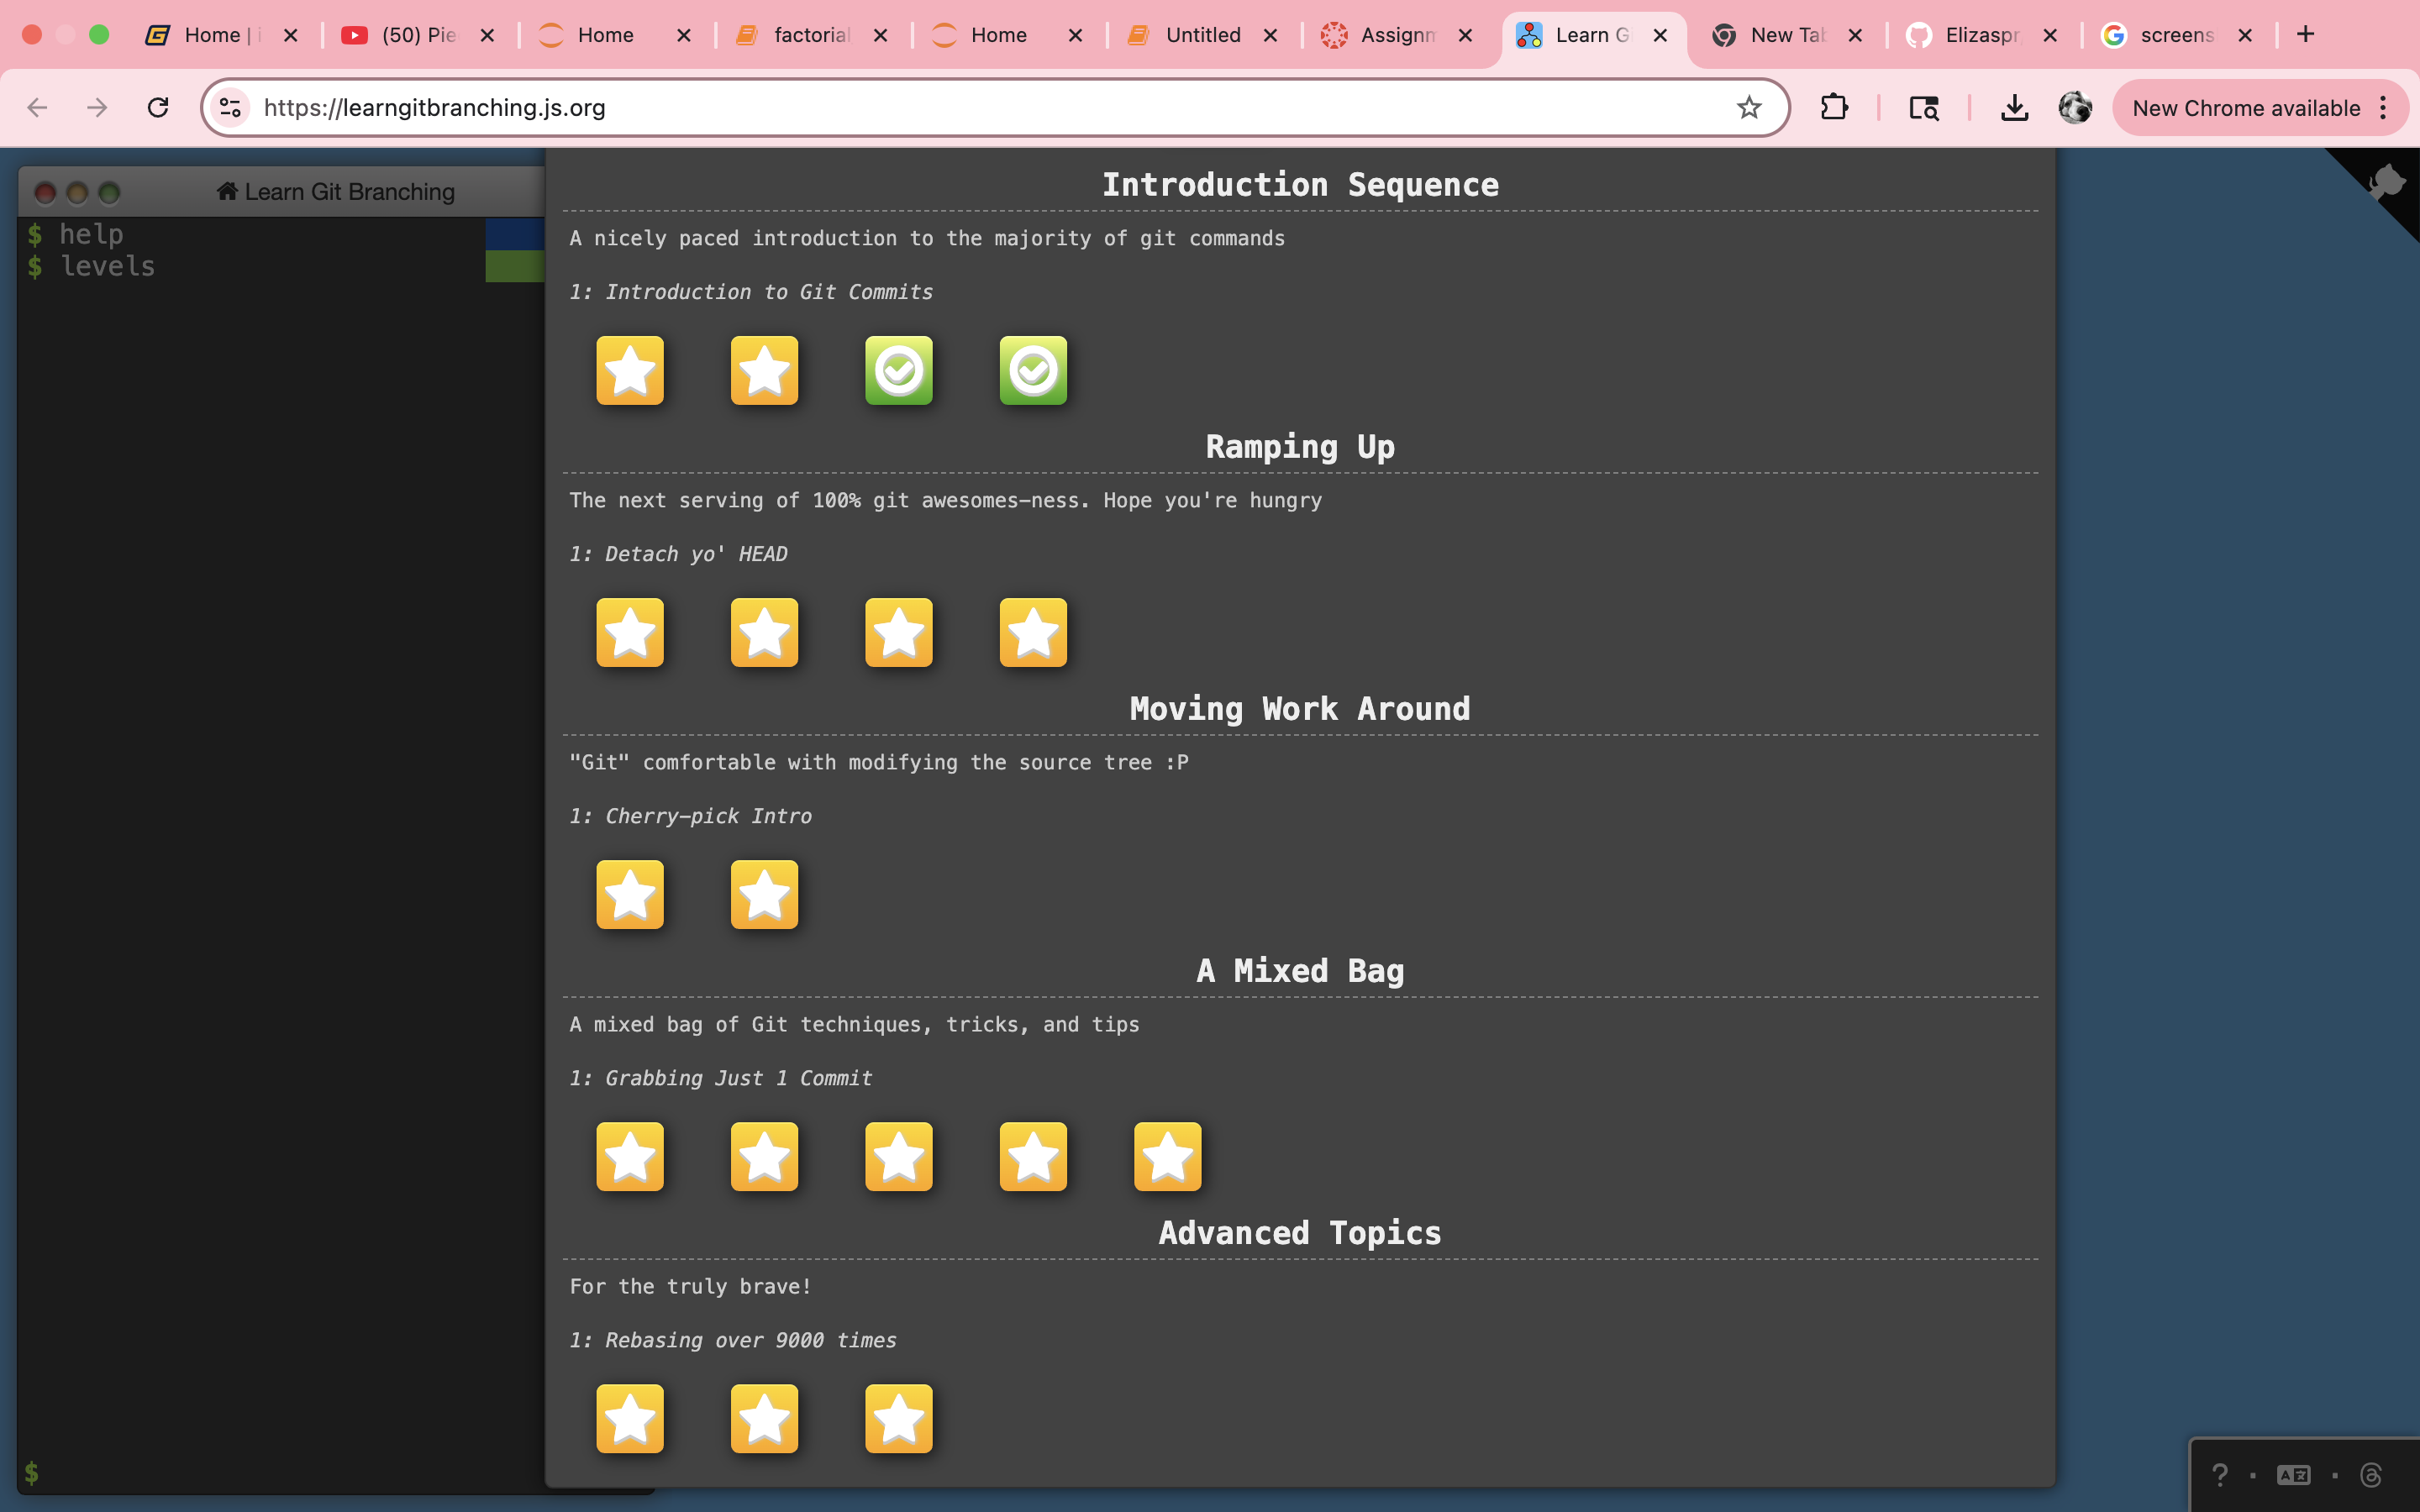 Home | i
(50) Pie
Home
factorial
Home
Untitled
Assignm
Learn G
New Tab
Elizaspr
screens
https://learngitbranching.js.org
New Chrome available
Learn Git Branching
$ help
$ levels
$
Introduction Sequence
A nicely paced introduction to the majority of git commands
1: Introduction to Git Commits
Ramping Up
The next serving of 100% git awesomes-ness. Hope you're hungry
1: Detach yo' HEAD
Moving Work Around
"Git" comfortable with modifying the source tree :P
1: Cherry-pick Intro
A Mixed Bag
A mixed bag of Git techniques, tricks, and tips
1: Grabbing Just 1 Commit
Advanced Topics
For the truly brave!
1: Rebasing over 9000 times
? · A文 ·